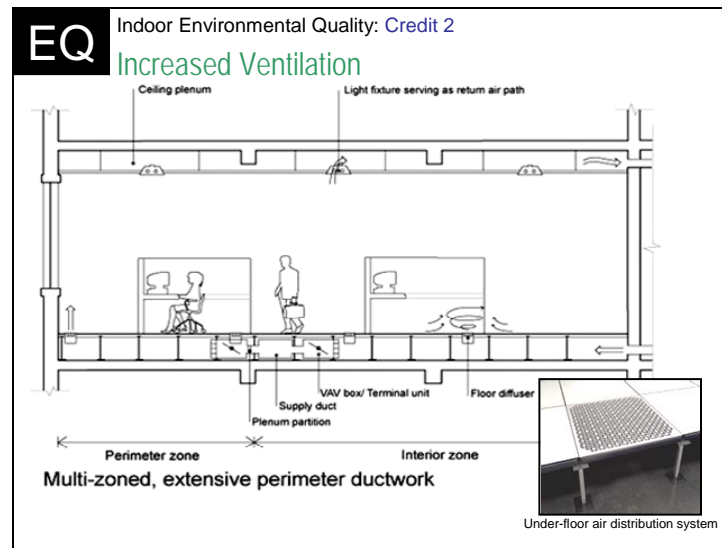 EQ
Indoor Environmental Quality: Credit 2
Increased Ventilation
Ceiling plenum
Light fixture serving as return air path
VAV box/ Terminal unit
Floor diffuser
Supply duct
Plenum partition
Perimeter zone
Interior zone
Multi-zoned, extensive perimeter ductwork
Under-floor air distribution system